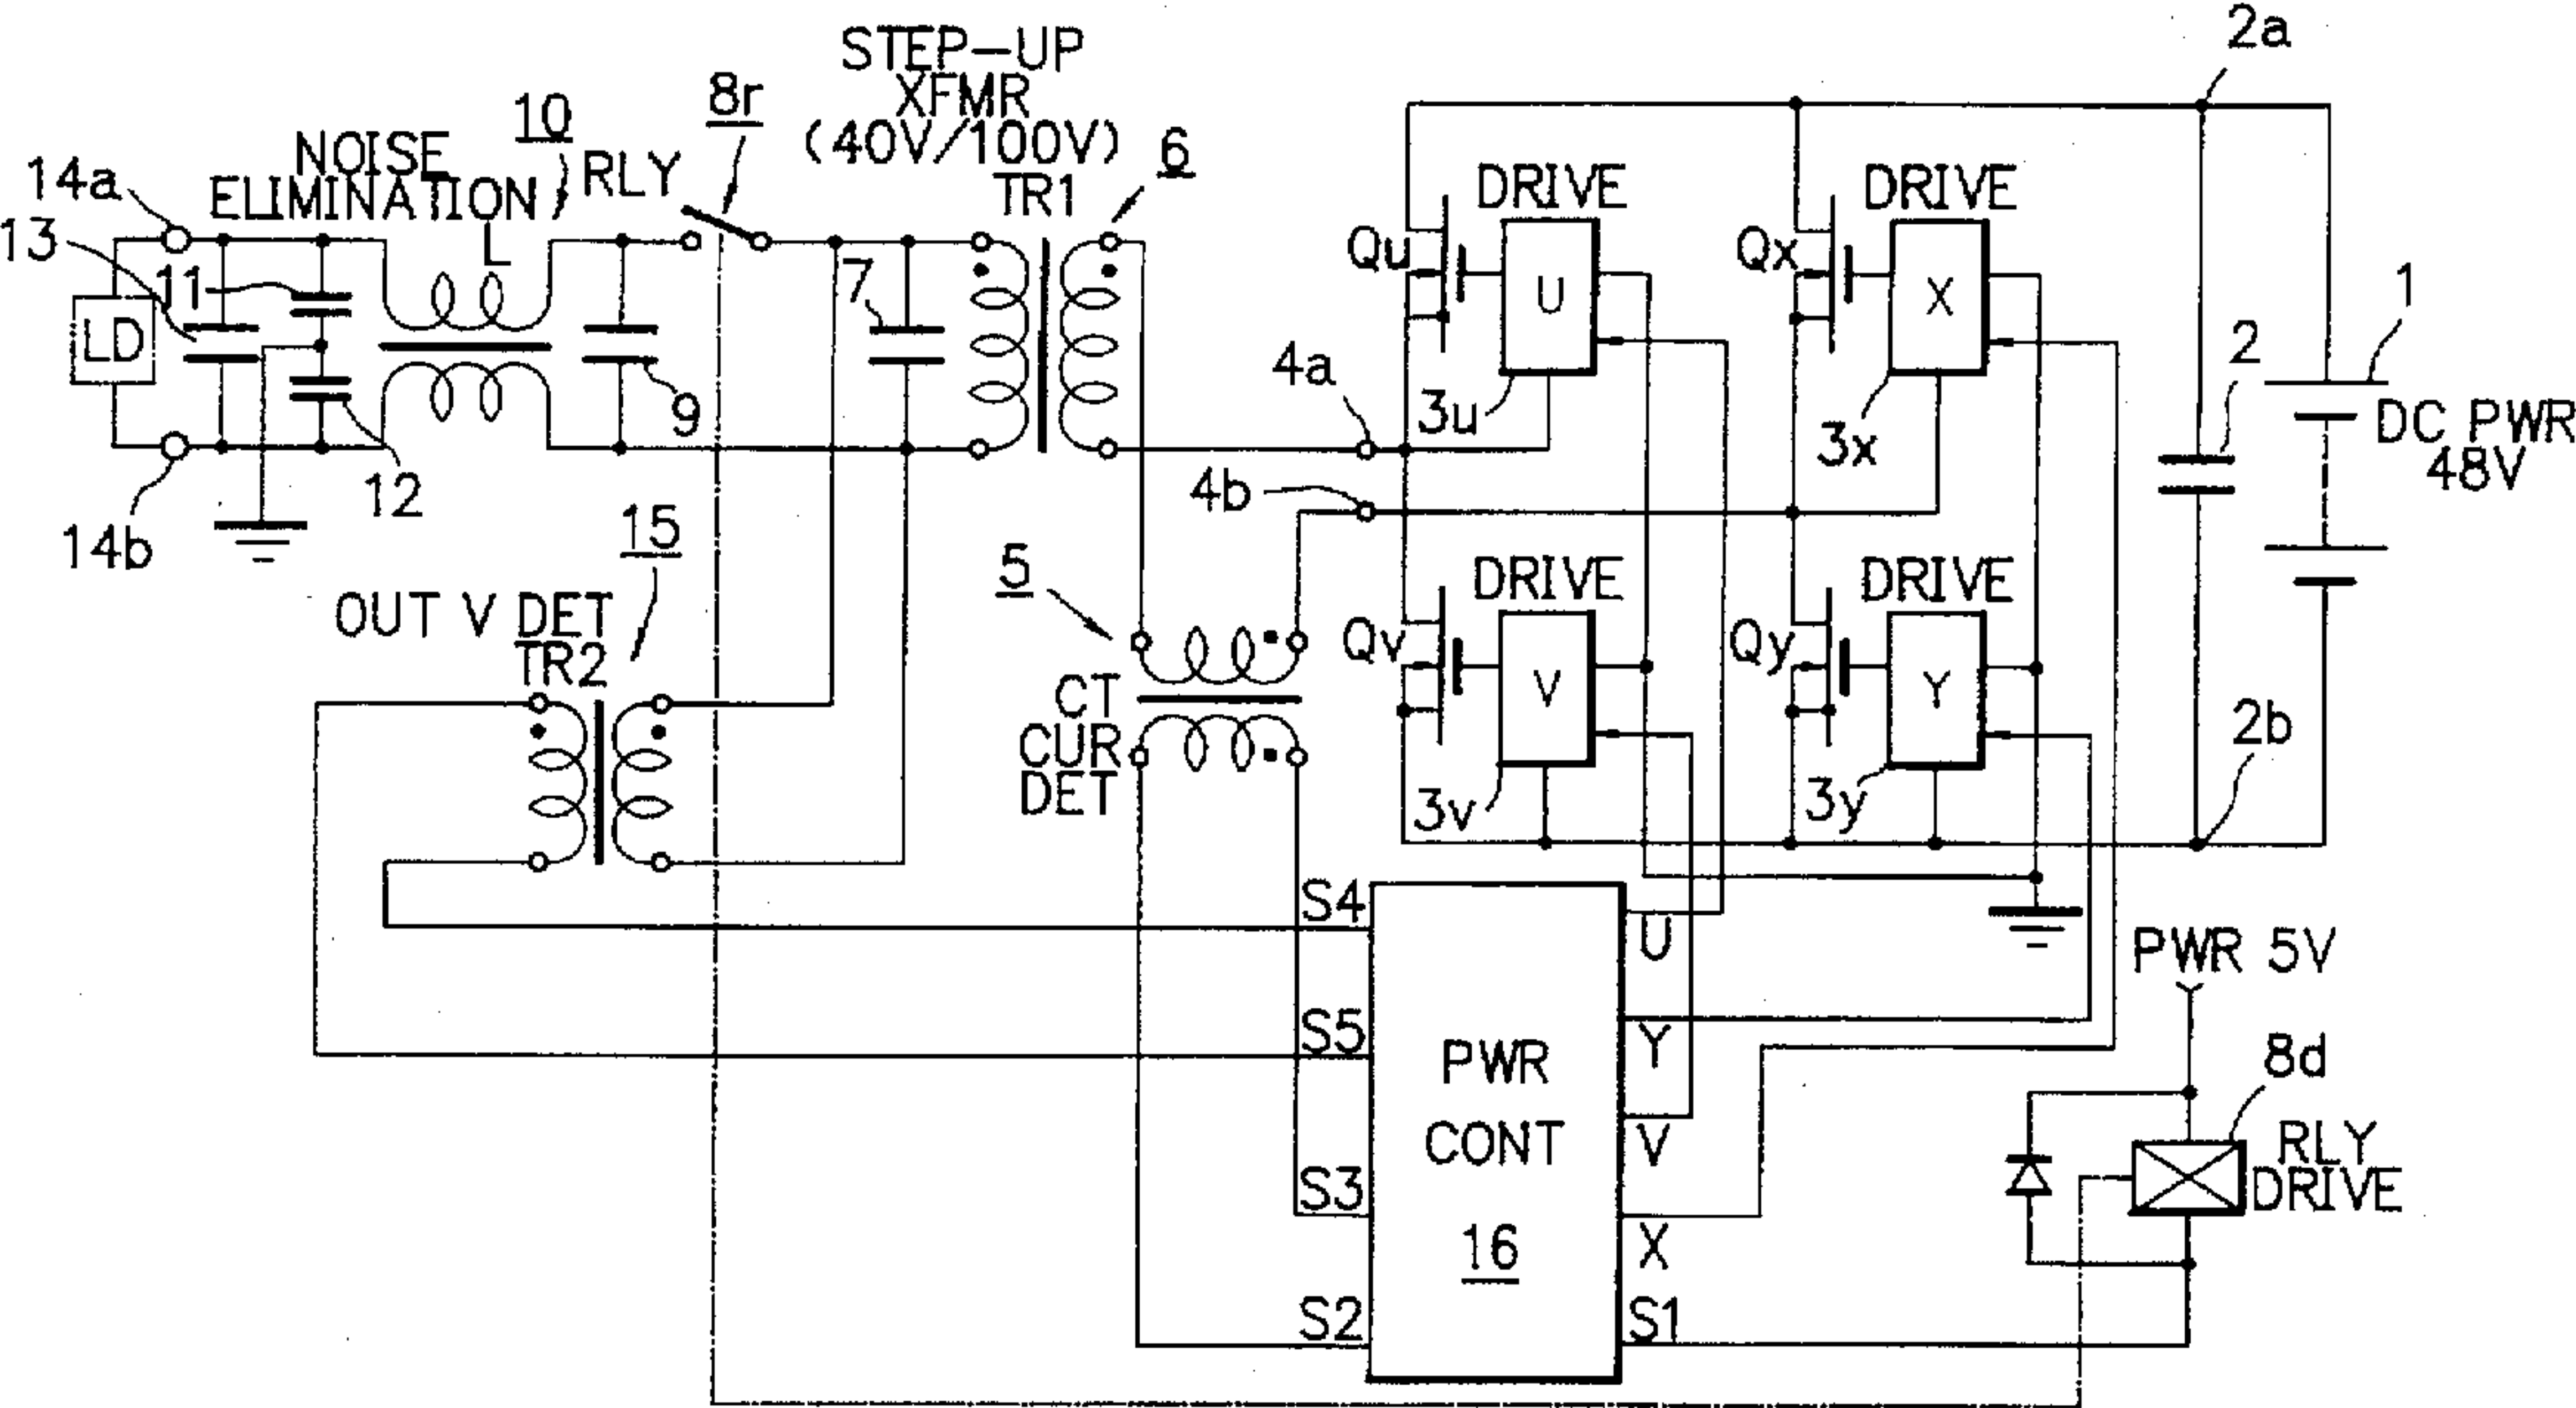 2a
STEP-UP
XFMR
(40V/100V)
TR1
8r
10
6
NOISE
ELIMINATION
RLY
L
14a
13
11
LD
7
9
12
14b
15
OUT V DET
TR2
5
CT
CUR
DET
4a
4b
DRIVE
DRIVE
Qu
U
Qx
X
3u
3x
1
2
DC PWR
48V
DRIVE
DRIVE
Qv
V
Qy
Y
3v
3y
2b
S4
S5
S3
S2
PWR
CONT
16
U
Y
V
X
S1
PWR 5V
8d
RLY
DRIVE